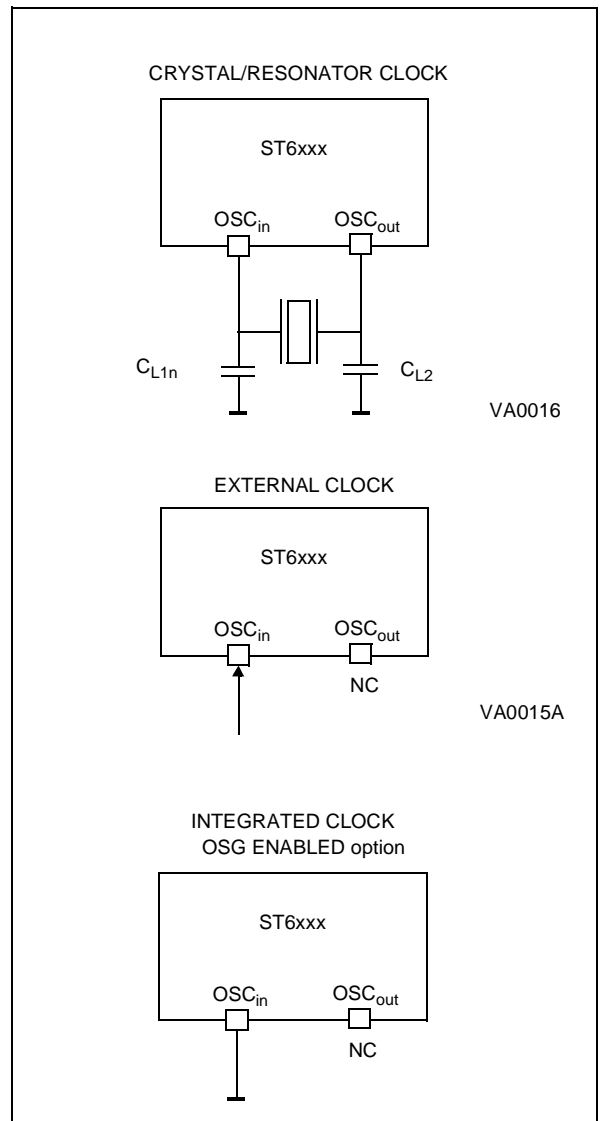 CRYSTAL/RESONATOR CLOCK
ST6xxx
OSCin OSCout
CL1n CL2
VA0016
EXTERNAL CLOCK
ST6xxx
OSCin OSCout
NC
VA0015A
INTEGRATED CLOCK
OSG ENABLED option
ST6xxx
OSCin OSCout
NC